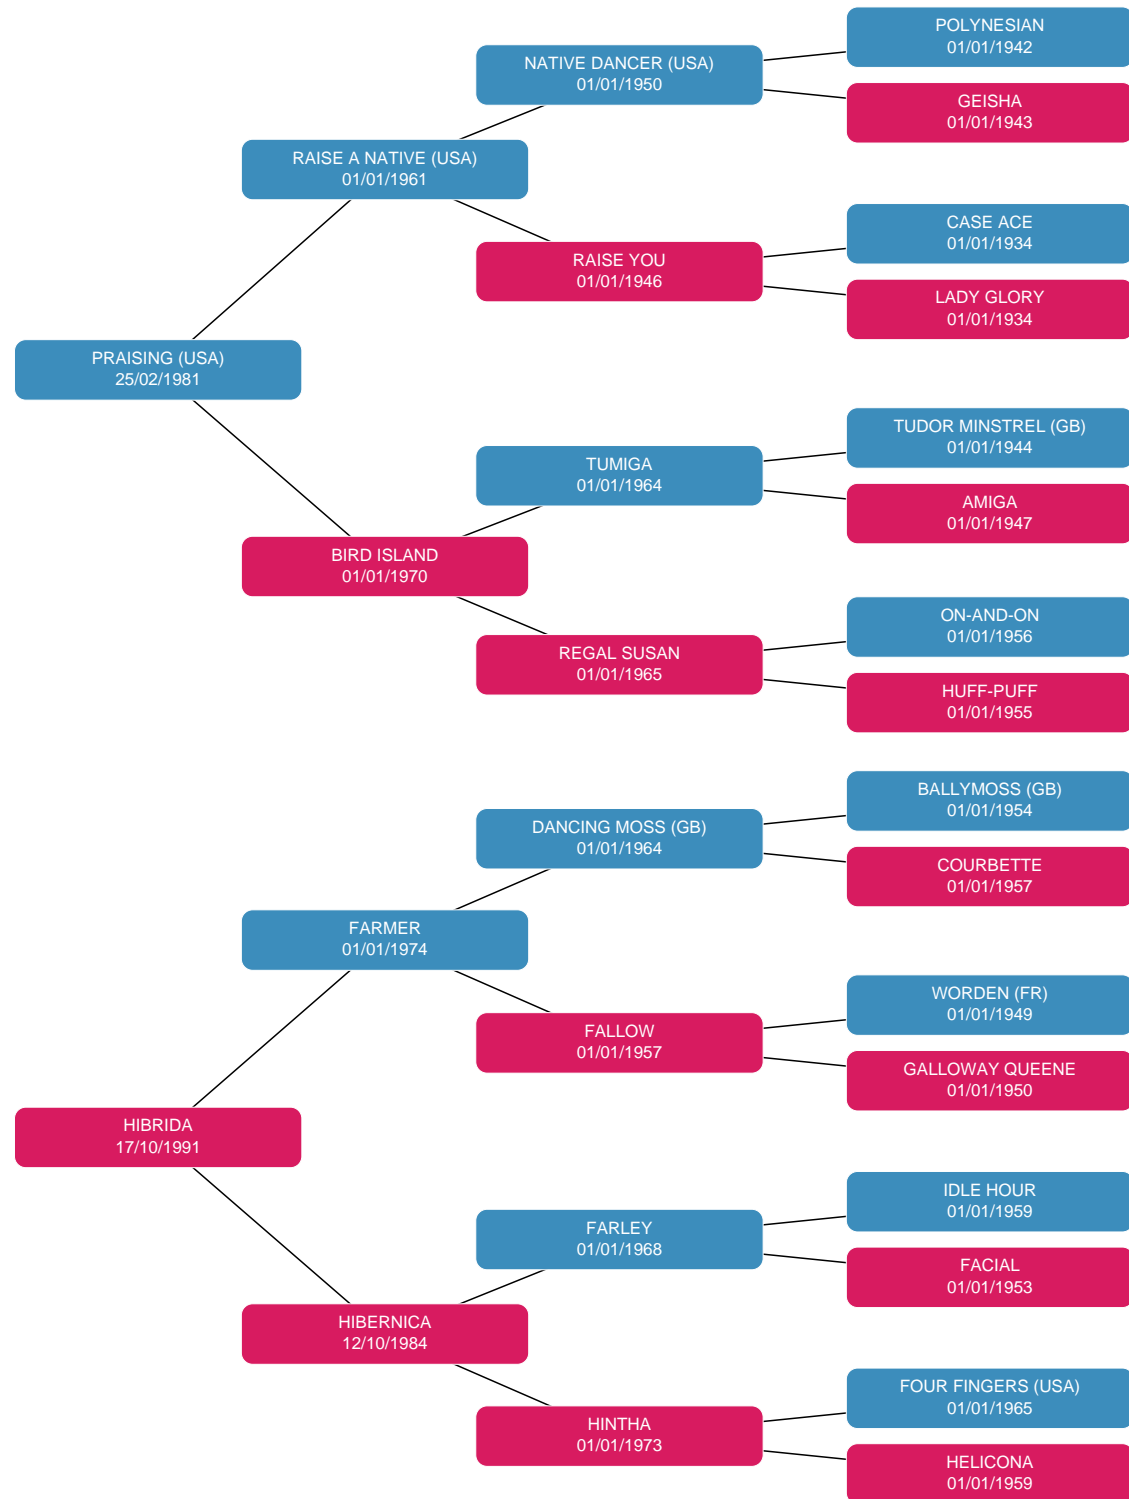 POLYNESIAN
01/01/1942
NATIVE DANCER (USA)
01/01/1950
GEISHA
01/01/1943
RAISE A NATIVE (USA)
01/01/1961
CASE ACE
01/01/1934
RAISE YOU
01/01/1946
LADY GLORY
01/01/1934
PRAISING (USA)
25/02/1981
TUDOR MINSTREL (GB)
01/01/1944
TUMIGA
01/01/1964
AMIGA
01/01/1947
BIRD ISLAND
01/01/1970
ON-AND-ON
01/01/1956
REGAL SUSAN
01/01/1965
HUFF-PUFF
01/01/1955
BALLYMOSS (GB)
01/01/1954
DANCING MOSS (GB)
01/01/1964
COURBETTE
01/01/1957
FARMER
01/01/1974
WORDEN (FR)
01/01/1949
FALLOW
01/01/1957
GALLOWAY QUEENE
01/01/1950
HIBRIDA
17/10/1991
IDLE HOUR
01/01/1959
FARLEY
01/01/1968
FACIAL
01/01/1953
HIBERNICA
12/10/1984
FOUR FINGERS (USA)
01/01/1965
HINTHA
01/01/1973
HELICONA
01/01/1959